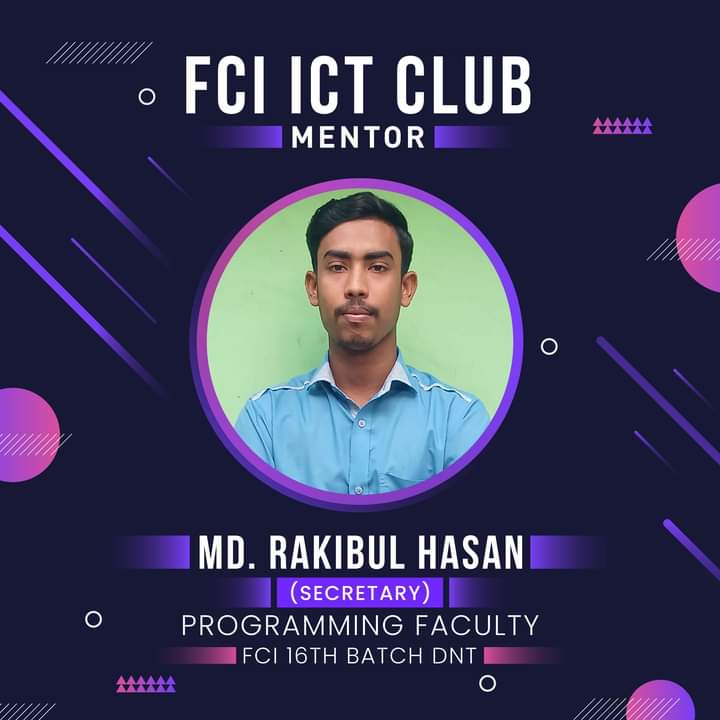 FCI ICT CLUB
MENTOR
MD. RAKIBUL HASAN
(SECRETARY)
PROGRAMMING FACULTY
FCI 16TH BATCH DNT